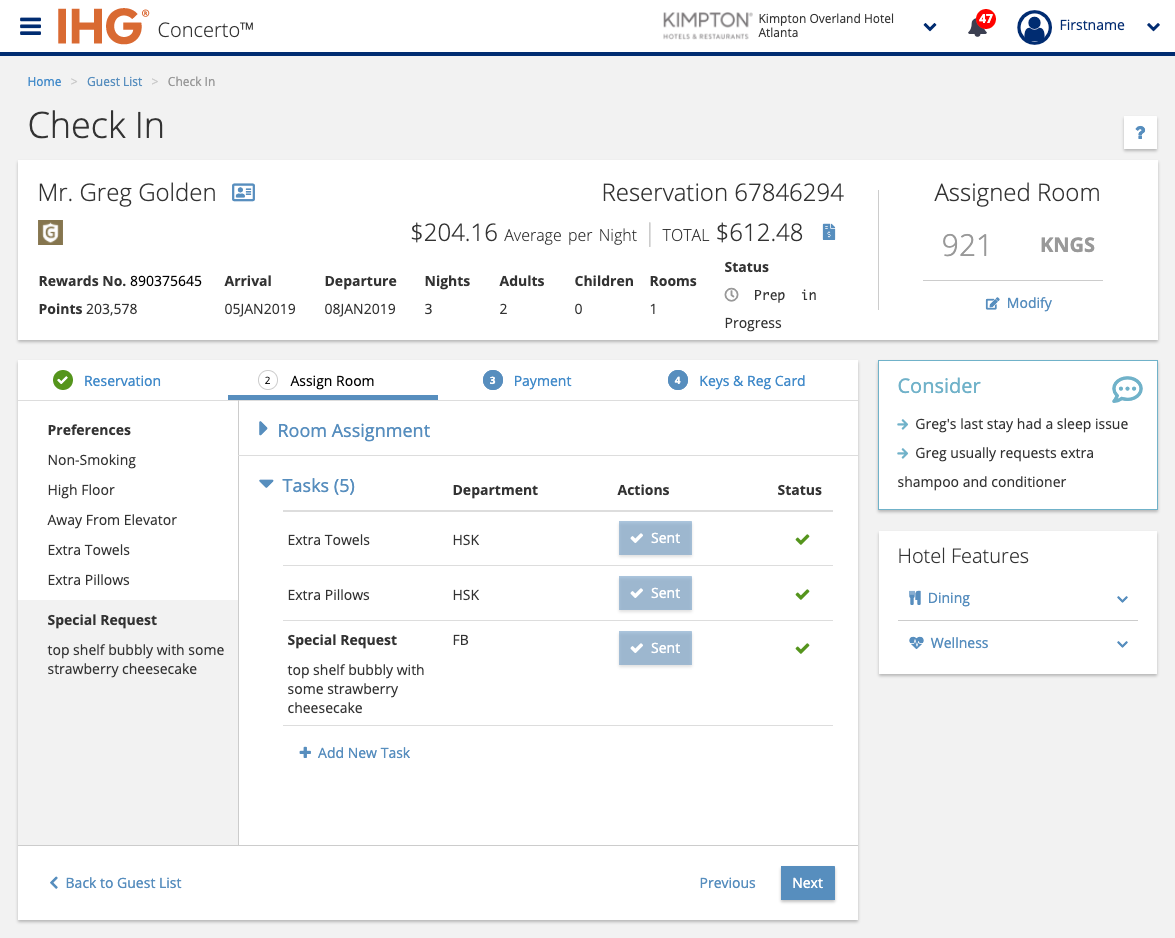 IHG® Concerto™
KIMPTON®
HOTELS & RESTAURANTS
Kimpton Overland Hotel
Atlanta
47
Firstname
Home > Guest List > Check In
Check In
?
Mr. Greg Golden
G
Reservation 67846294
$204.16 Average per Night
TOTAL $612.48
Rewards No. 890375645
Points 203,578
Arrival
05JAN2019
Departure
08JAN2019
Nights
3
Adults
2
Children
0
Rooms
1
Status
Prep in
Progress
Assigned Room
921 KNGS
Modify
Reservation
2 Assign Room
3 Payment
4 Keys & Reg Card
Preferences
Non-Smoking
High Floor
Away From Elevator
Extra Towels
Extra Pillows
Special Request
top shelf bubbly with some
strawberry cheesecake
Room Assignment
Tasks (5) Department Actions Status
Extra Towels HSK Sent
Extra Pillows HSK Sent
Special Request FB Sent
top shelf bubbly with
some strawberry
cheesecake
+ Add New Task
Back to Guest List
Previous
Next
Consider
→ Greg's last stay had a sleep issue
→ Greg usually requests extra
shampoo and conditioner
Hotel Features
Dining
Wellness